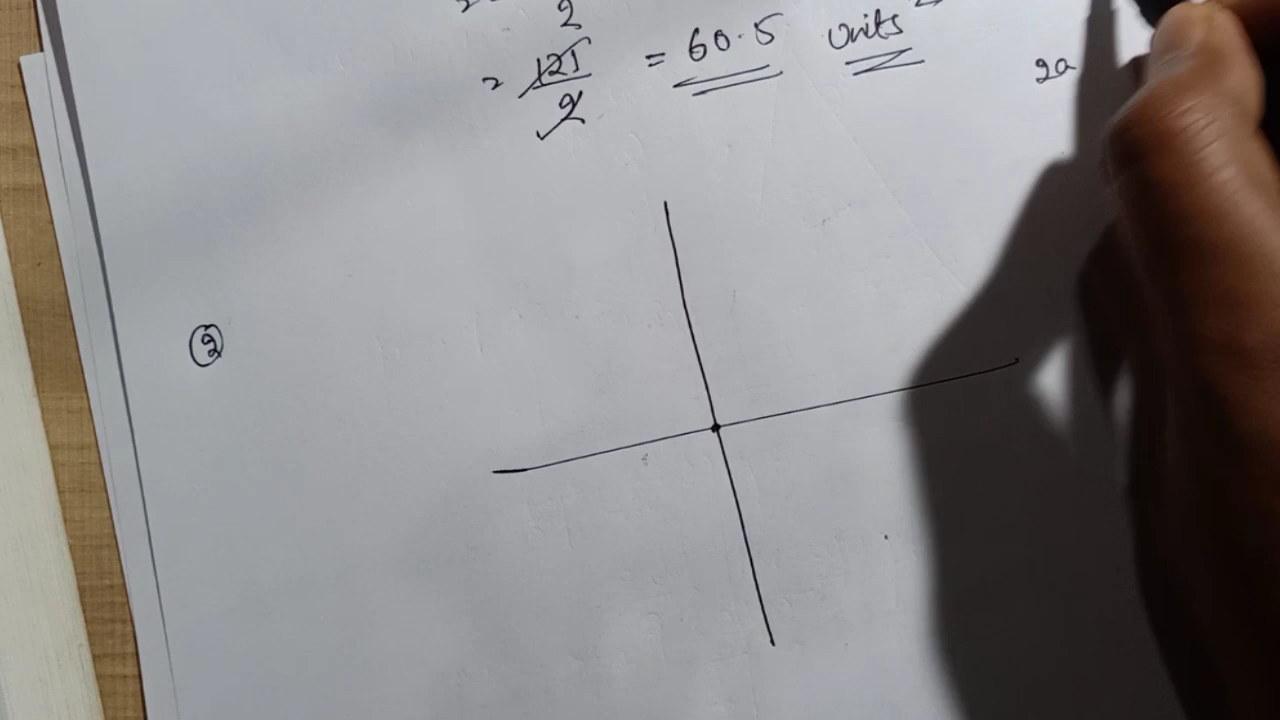 2
= 121/2 = 60.5 units
2a
②